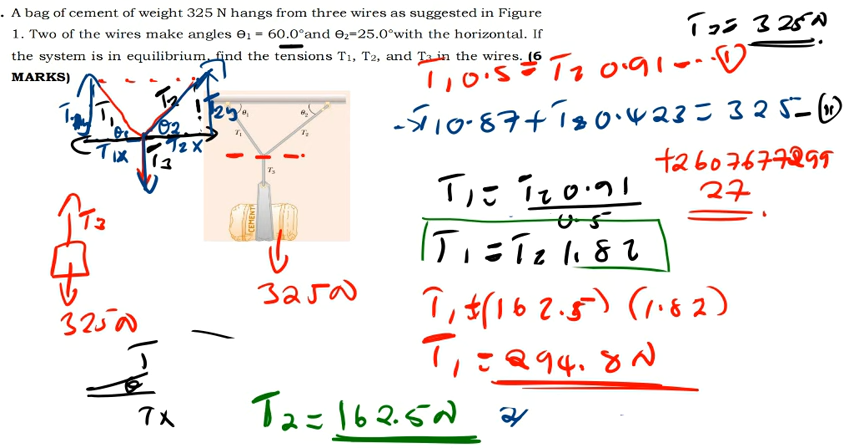 . A bag of cement of weight 325 N hangs from three wires as suggested in Figure
1. Two of the wires make angles θ₁ = 60.0°and θ₂=25.0°with the horizontal. If
the system is in equilibrium, find the tensions T₁, T₂, and T₃ in the wires. (6
MARKS)
T₃ = 325N
T₁ 0.5 = T₂ 0.91 --- (i)
T₁ 0.87 + T₂ 0.423 = 325 - (ii)
+260767729927
T₁ = T₂ 0.91
0.5
T₁ = T₂ 1.82
T₁ = (162.5) (1.82)
T₁ = 294.8N
T₂ = 162.5N
T₁
T₂
T₂y
θ₂
T₁x
T₂x
T₃
θ₁
θ₂
T₁
T₂
T₃
CEMENT
T₃
325N
325N
T
θ
Tx